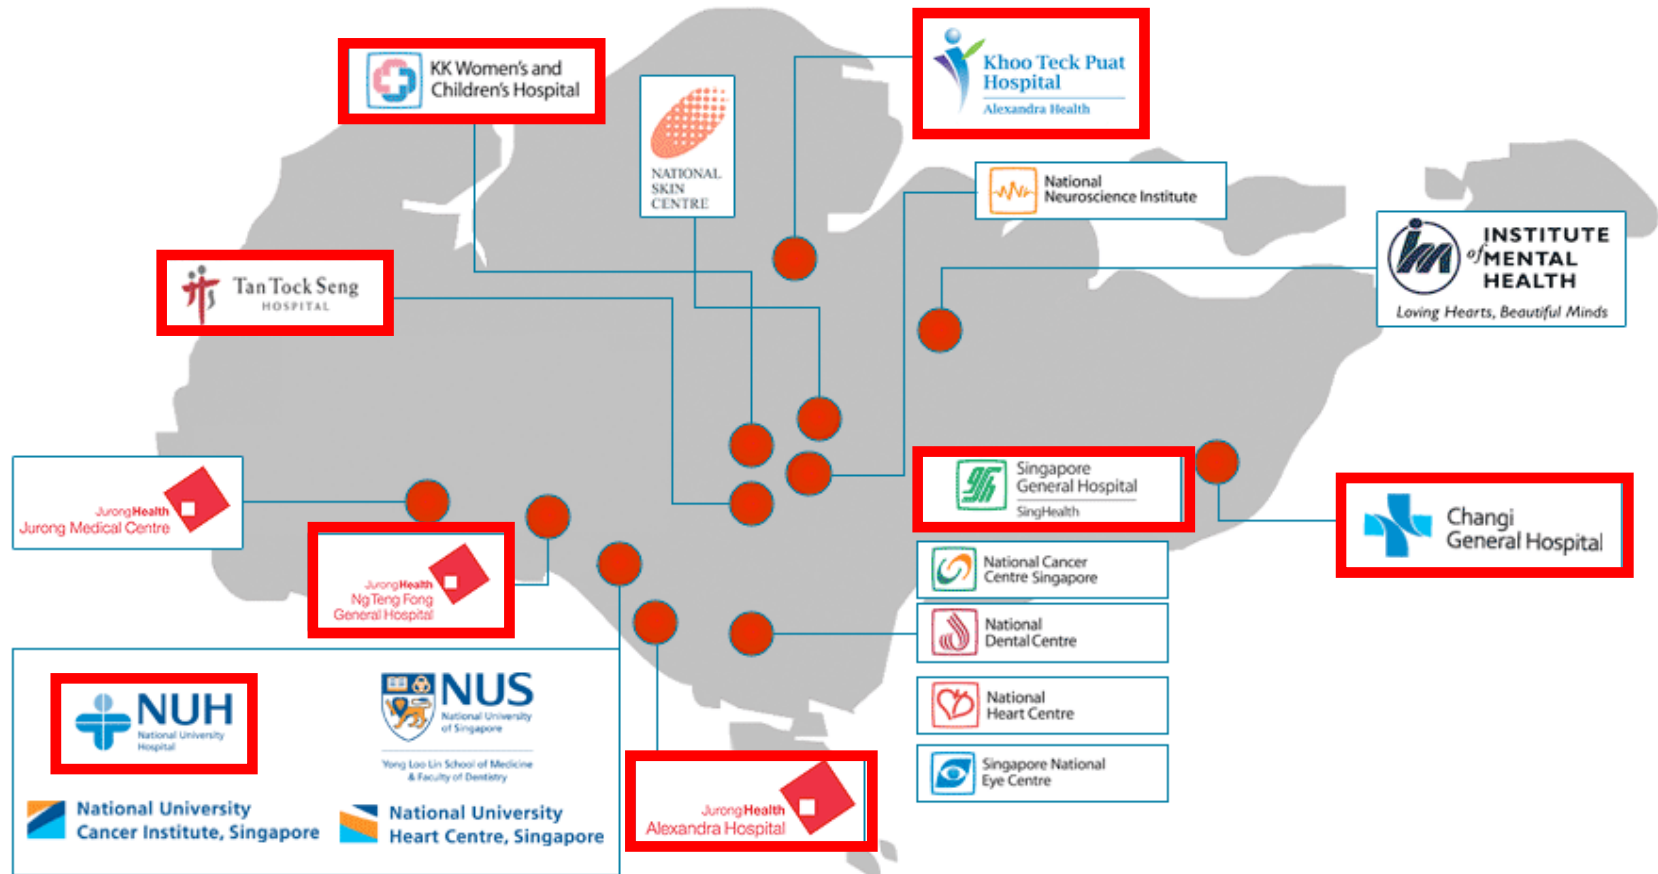 KK Women's and
Children's Hospital
NATIONAL
SKIN
CENTRE
Khoo Teck Puat
Hospital
Alexandra Health
National
Neuroscience Institute
INSTITUTE
of MENTAL
HEALTH
Loving Hearts, Beautiful Minds
Tan Tock Seng
HOSPITAL
JurongHealth
Jurong Medical Centre
JurongHealth
Ng Teng Fong
General Hospital
Singapore
General Hospital
SingHealth
Changi
General Hospital
National Cancer
Centre Singapore
National
Dental Centre
National
Heart Centre
Singapore National
Eye Centre
NUH
National University
Hospital
NUS
National University
of Singapore
Yong Loo Lin School of Medicine
& Faculty of Dentistry
National University
Cancer Institute, Singapore
National University
Heart Centre, Singapore
JurongHealth
Alexandra Hospital